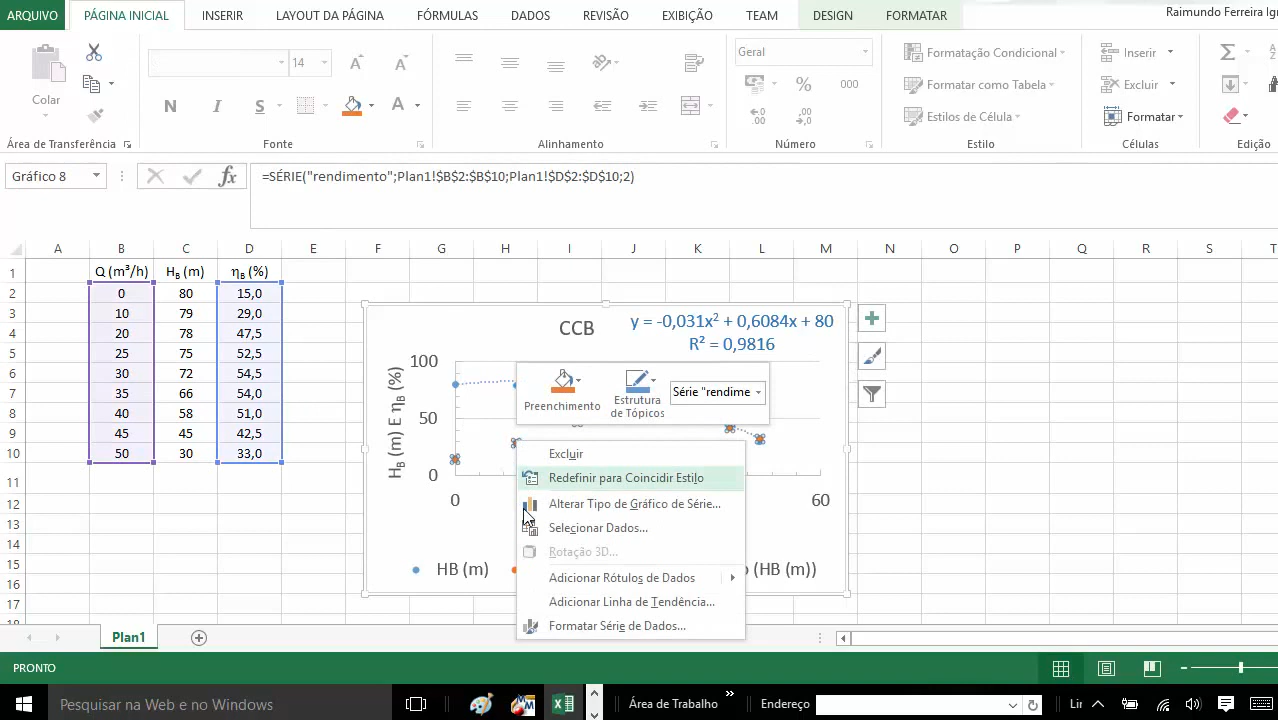 ARQUIVO PÁGINA INICIAL INSERIR LAYOUT DA PÁGINA FÓRMULAS DADOS REVISÃO EXIBIÇÃO TEAM DESIGN FORMATAR Raimundo Ferreira
Colar
14
N I S A
Geral
% 000
Formatação Condicional
Formatar como Tabela
Estilos de Célula
Inserir
Excluir
Formatar
Área de Transferência Fonte Alinhamento Número Estilo Células Edição
Gráfico 8 fx =SÉRIE("rendimento";Plan1!$B$2:$B$10;Plan1!$D$2:$D$10;2)
A B C D E F G H I J K L M N O P Q R S T
1 Q (m³/h) HB (m) ηB (%)
2 0 80 15,0
3 10 79 29,0
4 20 78 47,5
5 25 75 52,5
6 30 72 54,5
7 35 66 54,0
8 40 58 51,0
9 45 45 42,5
10 50 30 33,0
11
12
13
14
15
16
17
CCB
y = -0,031x² + 0,6084x + 80
R² = 0,9816
HB (m) E ηB (%)
100
50
0
0 60
HB (m) (HB (m))
Preenchimento
Estrutura
de Tópicos
Série "rendime
Excluir
Redefinir para Coincidir Estilo
Alterar Tipo de Gráfico de Série...
Selecionar Dados...
Rotação 3D...
Adicionar Rótulos de Dados
Adicionar Linha de Tendência...
Formatar Série de Dados...
Plan1
PRONTO
Pesquisar na Web e no Windows Área de Trabalho Endereço